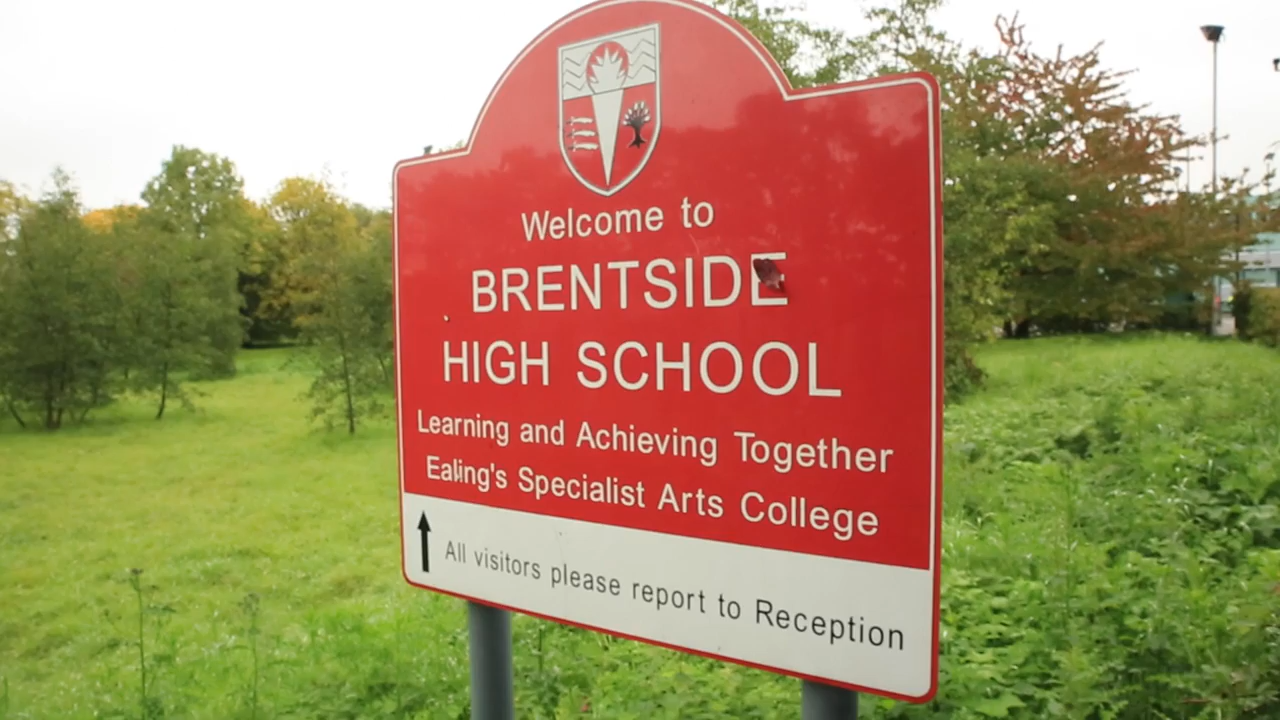 Welcome to
BRENTSIDE
HIGH SCHOOL
Learning and Achieving Together
Ealing's Specialist Arts College
All visitors please report to Reception